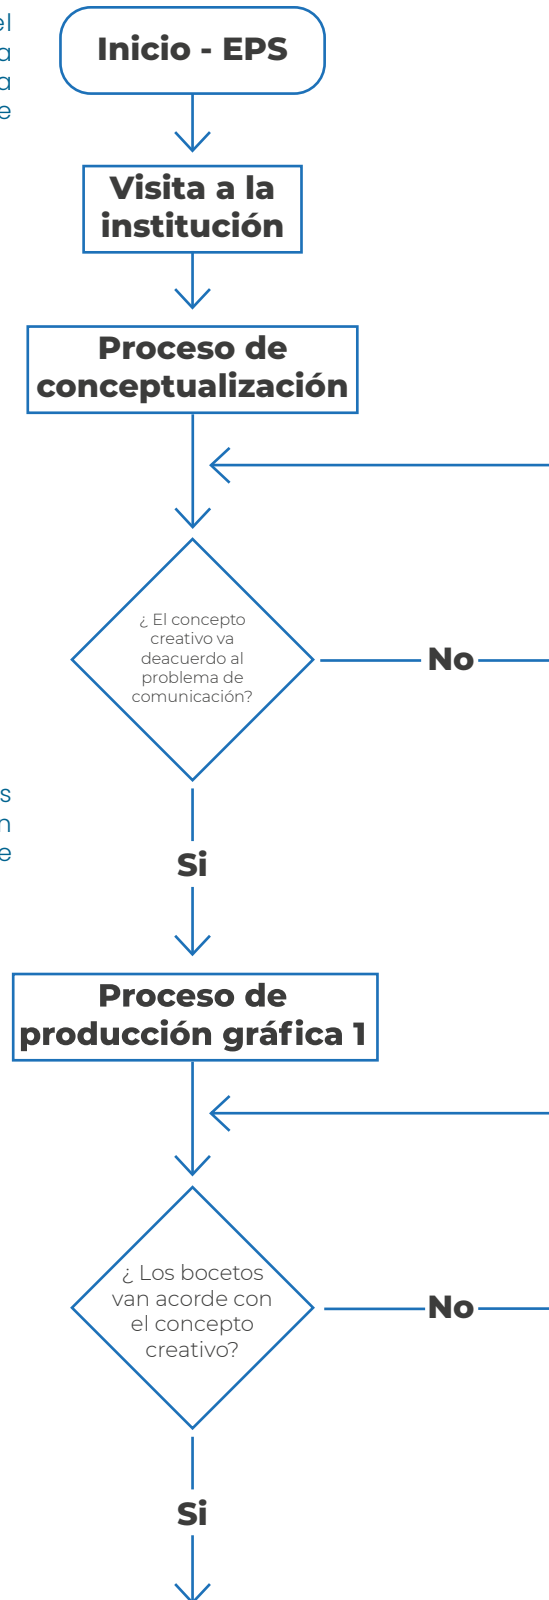 el
a
a
e
Inicio - EPS
Visita a la
institución
Proceso de
conceptualización
¿ El concepto
creativo va
deacuerdo al
problema de
comunicación?
No
s
n
e
Si
Proceso de
producción gráfica 1
¿ Los bocetos
van acorde con
el concepto
creativo?
No
Si